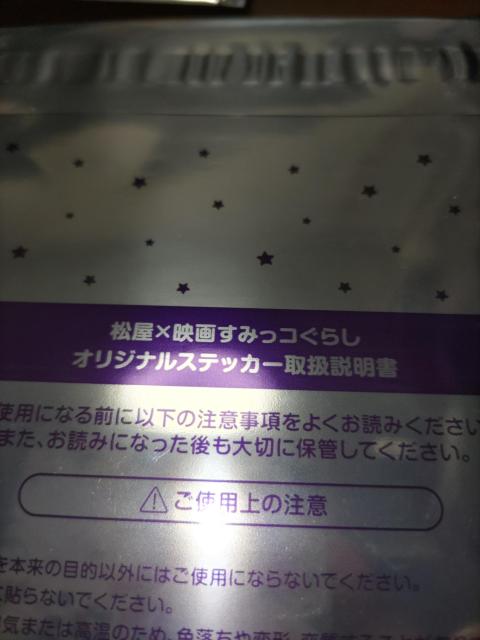 松屋×映画すみっコぐらし
オリジナルステッカー取扱説明書
使用になる前に以下の注意事項をよくお読みくださ
また、お読みになった後も大切に保管してください。
⚠ご使用上の注意
を本来の目的以外にはご使用にならないでください。
貼らないでください。
気または高温のため、色落ちや変形、